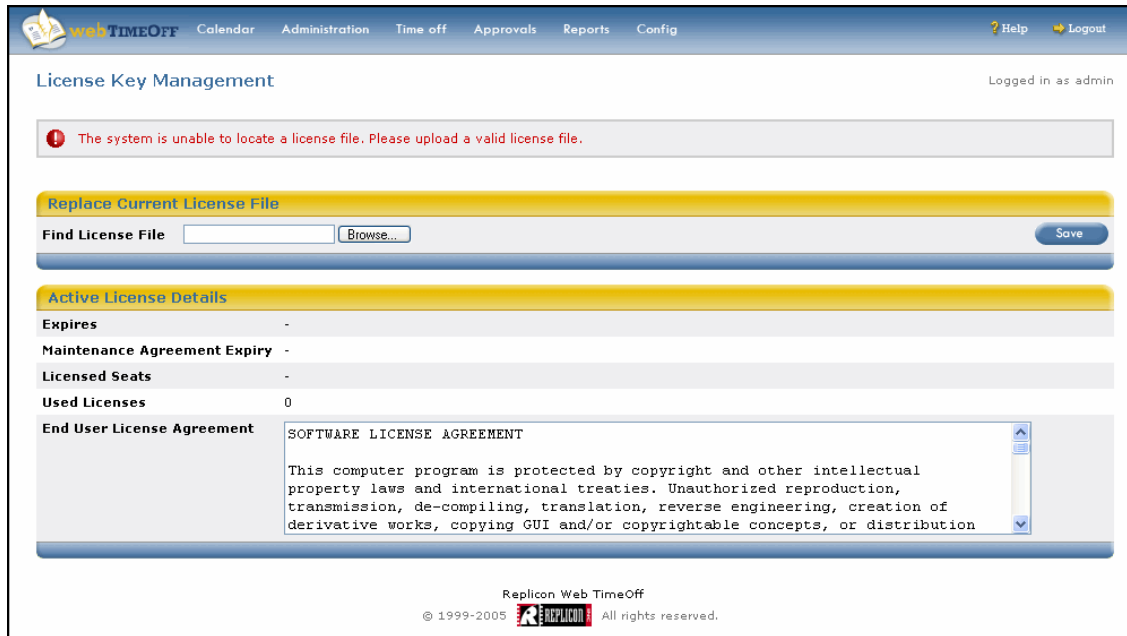 webTIMEOFF Calendar Administration Time off Approvals Reports Config ? Help Logout
License Key Management Logged in as admin
The system is unable to locate a license file. Please upload a valid license file.
Replace Current License File
Find License File Browse... Save
Active License Details
Expires -
Maintenance Agreement Expiry -
Licensed Seats -
Used Licenses 0
End User License Agreement SOFTWARE LICENSE AGREEMENT
This computer program is protected by copyright and other intellectual
property laws and international treaties. Unauthorized reproduction,
transmission, de-compiling, translation, reverse engineering, creation of
derivative works, copying GUI and/or copyrightable concepts, or distribution
Replicon Web TimeOff
© 1999-2005 R REPLICON All rights reserved.